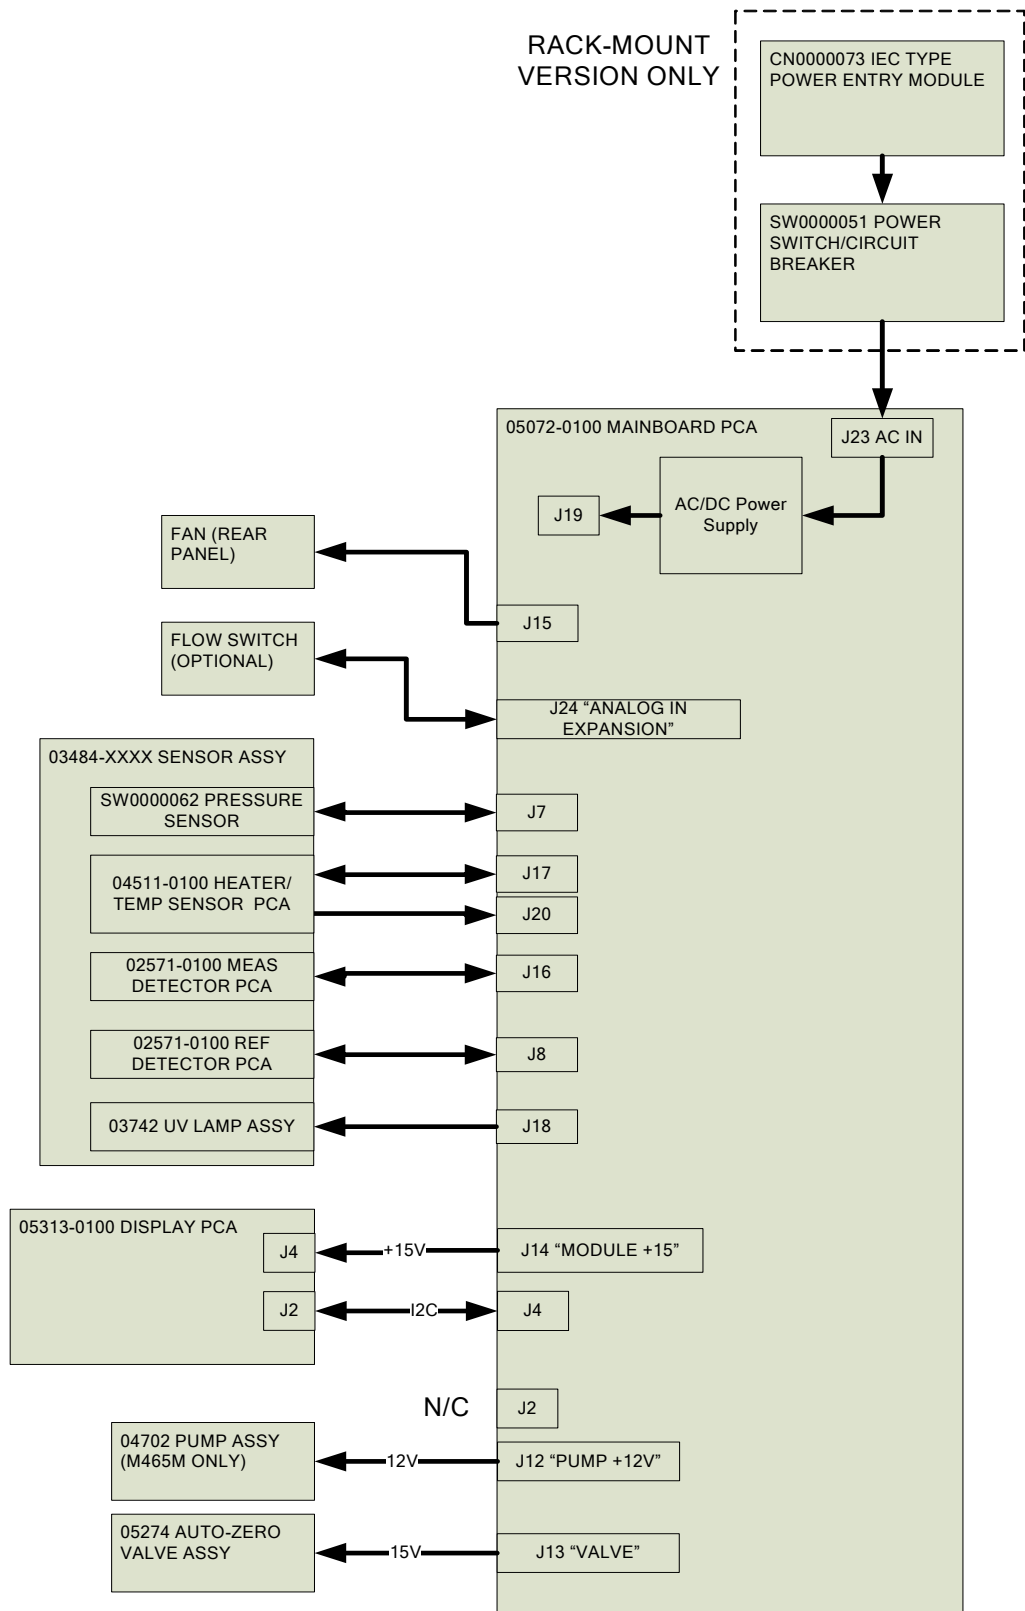 RACK-MOUNT
VERSION ONLY
CN0000073 IEC TYPE
POWER ENTRY MODULE
SW0000051 POWER
SWITCH/CIRCUIT
BREAKER
05072-0100 MAINBOARD PCA
J23 AC IN
AC/DC Power
Supply
J19
FAN (REAR
PANEL)
J15
FLOW SWITCH
(OPTIONAL)
J24 “ANALOG IN
EXPANSION”
03484-XXXX SENSOR ASSY
SW0000062 PRESSURE
SENSOR
J7
04511-0100 HEATER/
TEMP SENSOR PCA
J17
J20
02571-0100 MEAS
DETECTOR PCA
J16
02571-0100 REF
DETECTOR PCA
J8
03742 UV LAMP ASSY
J18
05313-0100 DISPLAY PCA
J4
+15V
J14 “MODULE +15”
J2
I2C
J4
N/C
J2
04702 PUMP ASSY
(M465M ONLY)
12V
J12 “PUMP +12V”
05274 AUTO-ZERO
VALVE ASSY
15V
J13 “VALVE”